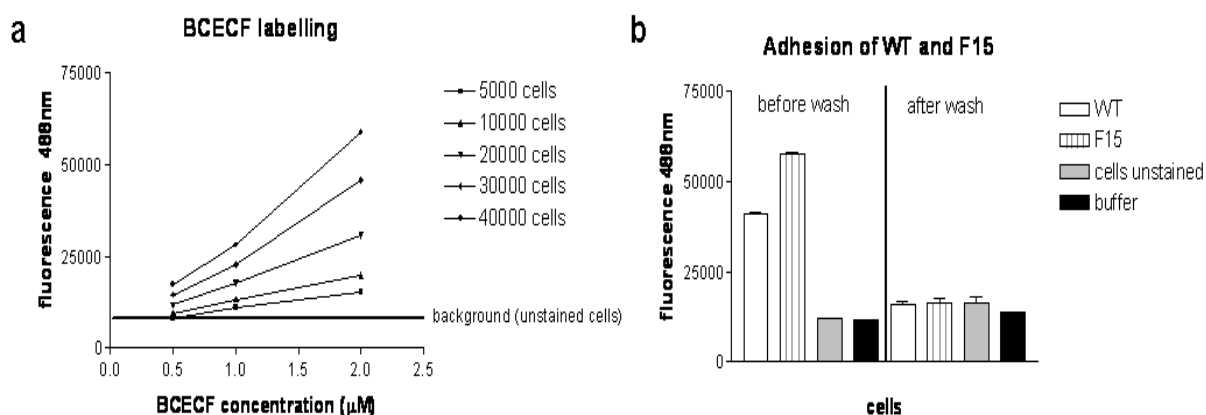 a
BCECF labelling
75000
50000
25000
0
fluorescence 488nm
0.0 0.5 1.0 1.5 2.0 2.5
BCECF concentration (µM)
5000 cells
10000 cells
20000 cells
30000 cells
40000 cells
background (unstained cells)
b
Adhesion of WT and F15
75000
50000
25000
0
fluorescence 488nm
before wash
after wash
cells
WT
F15
cells unstained
buffer